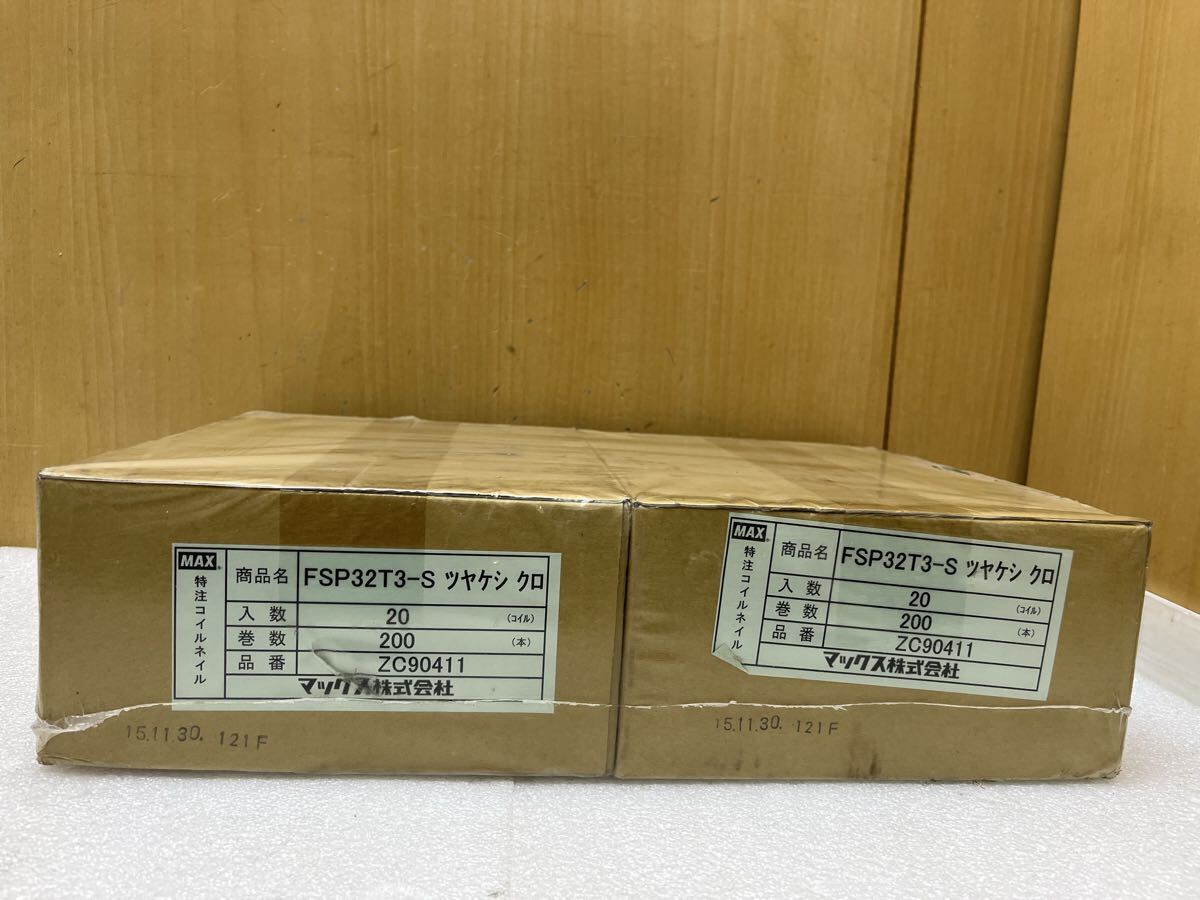 MAX
特注コイルネイル
商品名 FSP32T3-S ツヤケシ クロ
入数 20 (コイル)
巻数 200 (本)
品番 ZC90411
マックス株式会社
15.11.30. 121F
MAX
特注コイルネイル
商品名 FSP32T3-S ツヤケシ クロ
入数 20 (コイル)
巻数 200 (本)
品番 ZC90411
マックス株式会社
15.11.30. 121F